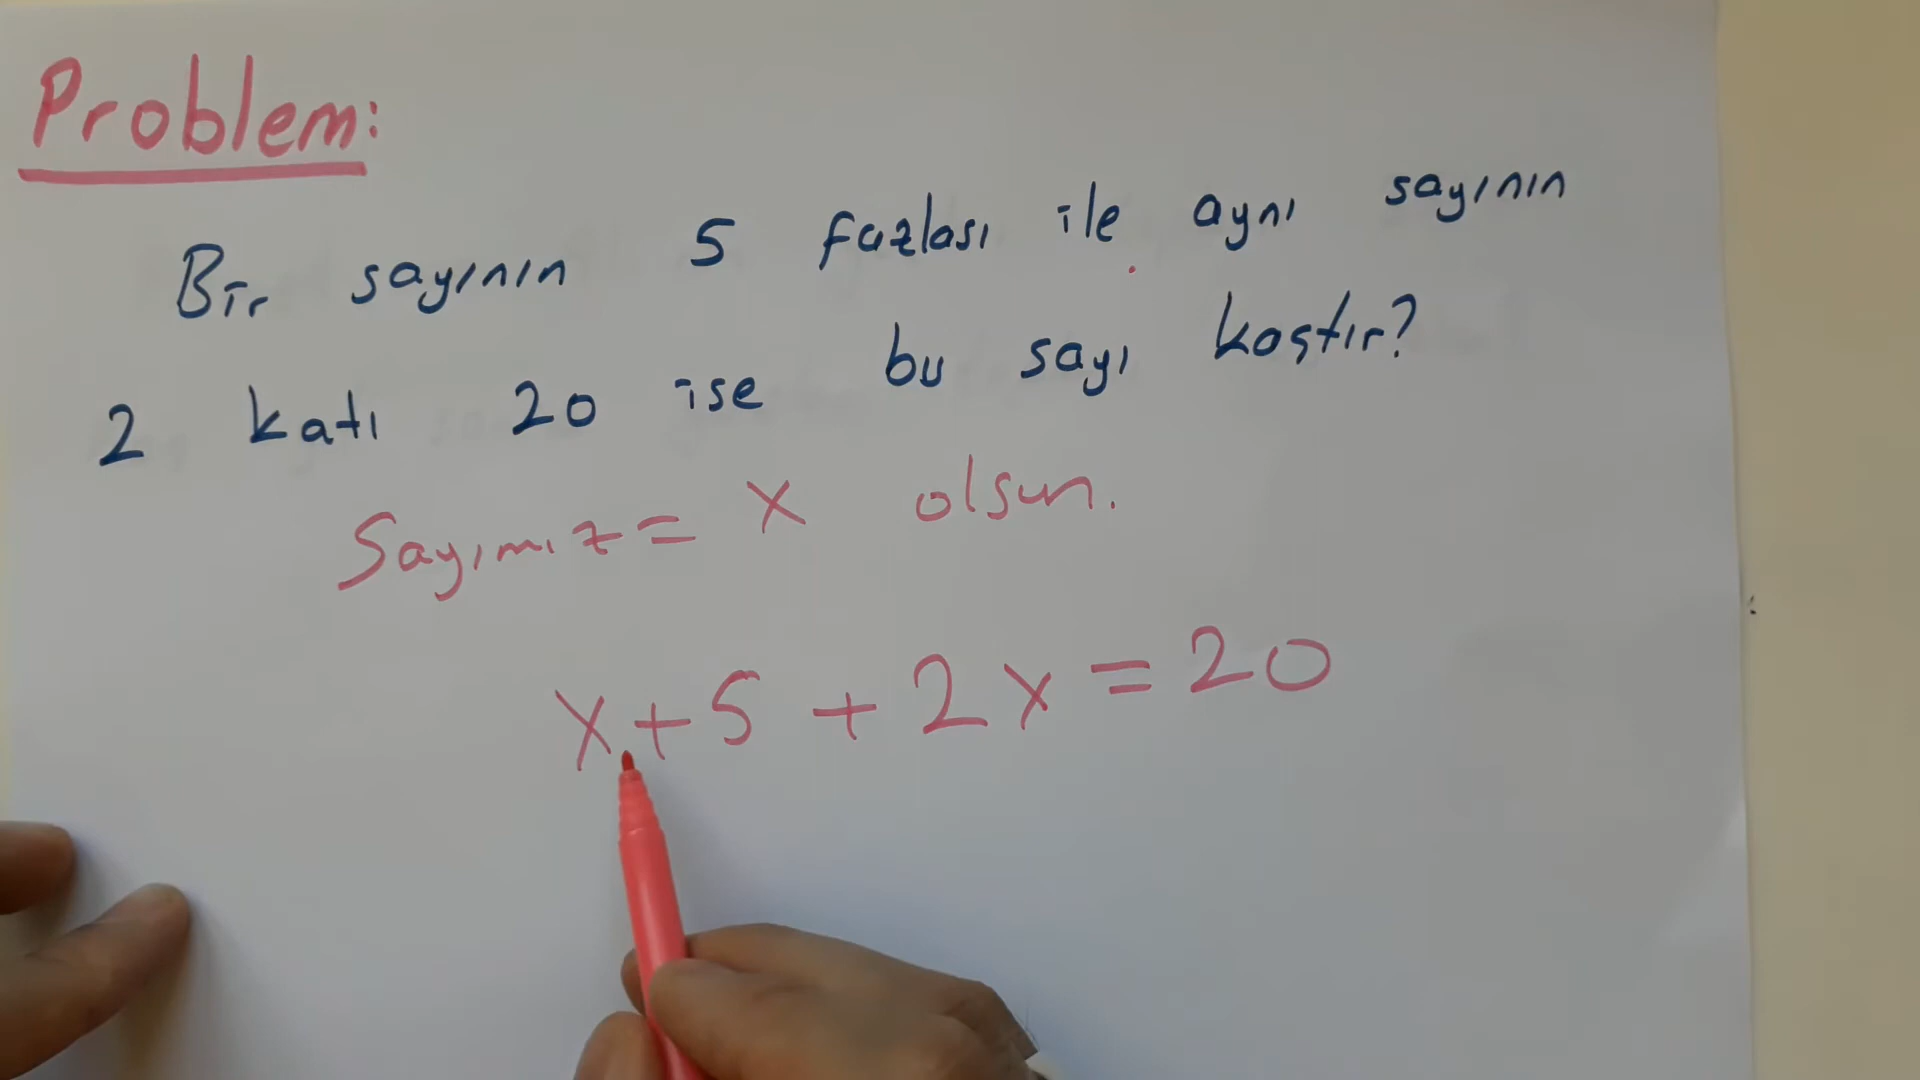 Problem:
Bir sayının 5 fazlası ile aynı sayının
2 katı 20 ise bu sayı kaçtır?
Sayımız = x olsun.
x + 5 + 2x = 20